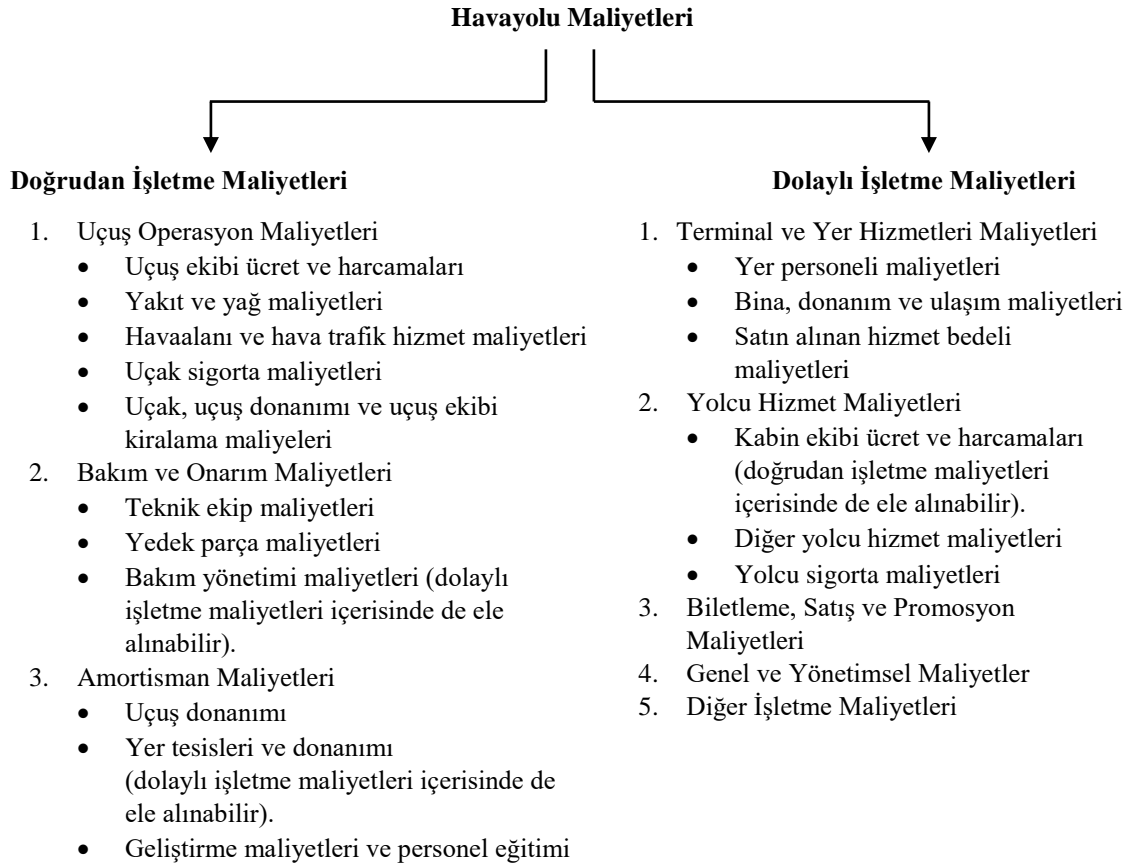 Havayolu Maliyetleri
Doğrudan İşletme Maliyetleri
1. Uçuş Operasyon Maliyetleri
• Uçuş ekibi ücret ve harcamaları
• Yakıt ve yağ maliyetleri
• Havaalanı ve hava trafik hizmet maliyetleri
• Uçak sigorta maliyetleri
• Uçak, uçuş donanımı ve uçuş ekibi
kiralama maliyeleri
2. Bakım ve Onarım Maliyetleri
• Teknik ekip maliyetleri
• Yedek parça maliyetleri
• Bakım yönetimi maliyetleri (dolaylı
işletme maliyetleri içerisinde de ele
alınabilir).
3. Amortisman Maliyetleri
• Uçuş donanımı
• Yer tesisleri ve donanımı
(dolaylı işletme maliyetleri içerisinde de
ele alınabilir).
• Geliştirme maliyetleri ve personel eğitimi
Dolaylı İşletme Maliyetleri
1. Terminal ve Yer Hizmetleri Maliyetleri
• Yer personeli maliyetleri
• Bina, donanım ve ulaşım maliyetleri
• Satın alınan hizmet bedeli
maliyetleri
2. Yolcu Hizmet Maliyetleri
• Kabin ekibi ücret ve harcamaları
(doğrudan işletme maliyetleri
içerisinde de ele alınabilir).
• Diğer yolcu hizmet maliyetleri
• Yolcu sigorta maliyetleri
3. Biletleme, Satış ve Promosyon
Maliyetleri
4. Genel ve Yönetimsel Maliyetler
5. Diğer İşletme Maliyetleri